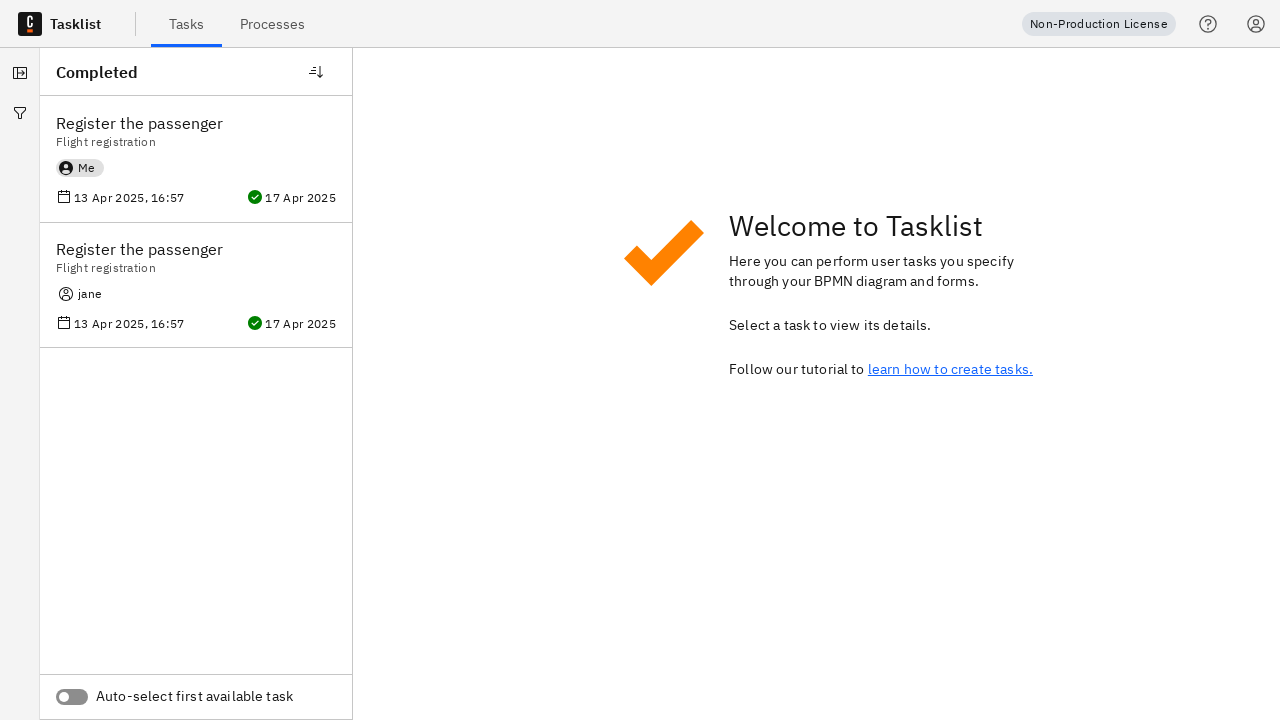 Tasklist
Tasks
Processes
Non-Production License
Completed
Register the passenger
Flight registration
Me
13 Apr 2025, 16:57
17 Apr 2025
Register the passenger
Flight registration
jane
13 Apr 2025, 16:57
17 Apr 2025
Auto-select first available task
Welcome to Tasklist
Here you can perform user tasks you specify
through your BPMN diagram and forms.
Select a task to view its details.
Follow our tutorial to learn how to create tasks.